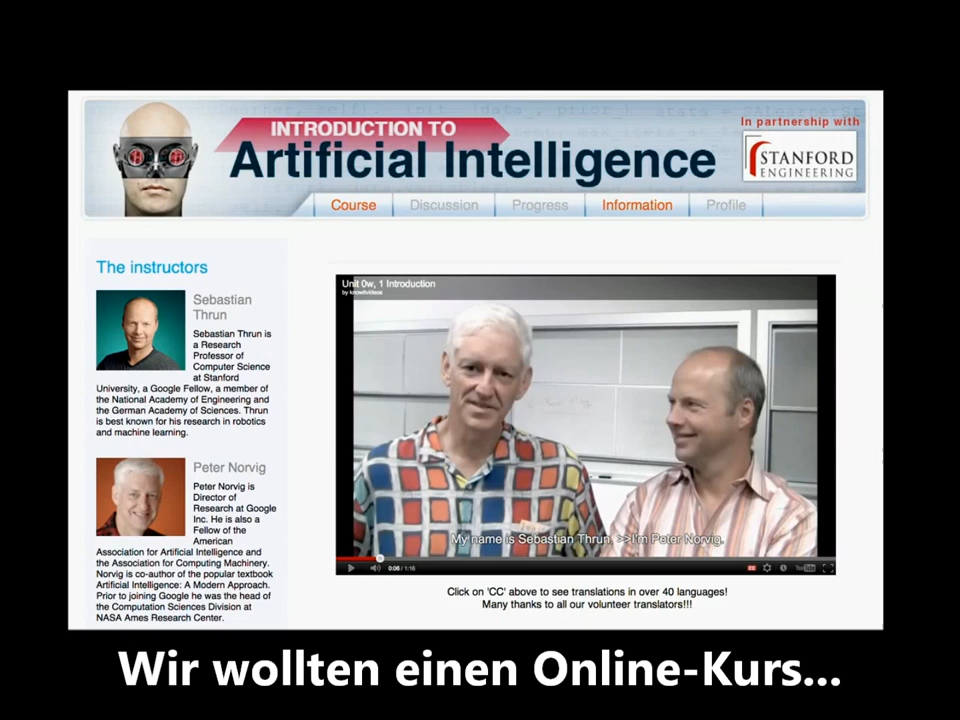 INTRODUCTION TO
Artificial Intelligence
In partnership with
STANFORD
ENGINEERING
Course
Discussion
Progress
Information
Profile
The instructors
Sebastian
Thrun
Sebastian Thrun is
a Research
Professor of
Computer Science
at Stanford
University, a Google Fellow, a member of
the National Academy of Engineering and
the German Academy of Sciences. Thrun
is best known for his research in robotics
and machine learning.
Peter Norvig
Peter Norvig is
Director of
Research at Google
Inc. He is also a
Fellow of the
American
Association for Artificial Intelligence and
the Association for Computing Machinery.
Norvig is co-author of the popular textbook
Artificial Intelligence: A Modern Approach.
Prior to joining Google he was the head of
the Computation Sciences Division at
NASA Ames Research Center.
Unit 0w, 1 Introduction
by knowitvideos
My name is Sebastian Thrun. >>I'm Peter Norvig.
0:06 / 1:16
Click on 'CC' above to see translations in over 40 languages!
Many thanks to all our volunteer translators!!!
Wir wollten einen Online-Kurs...